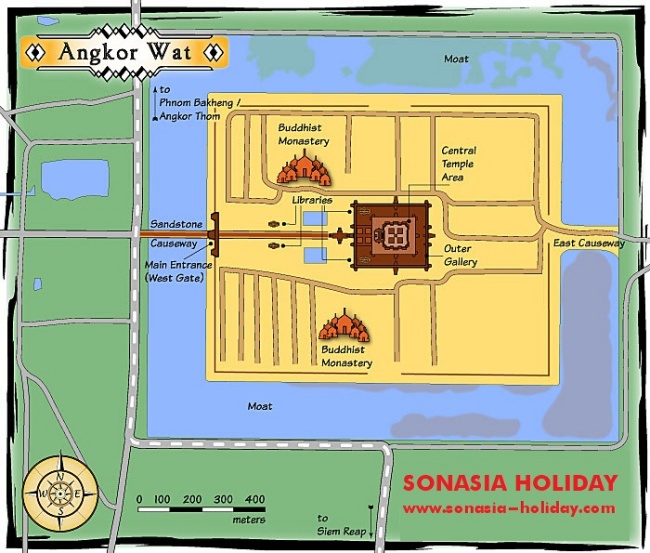 Angkor Wat
Moat
to
Phnom Bakheng /
Angkor Thom
Buddhist
Monastery
Central
Temple
Area
Libraries
Sandstone
Causeway
Main Entrance
(West Gate)
Outer
Gallery
East Causeway
Buddhist
Monastery
Moat
N
W E
S
0 100 200 300 400
meters
to
Siem Reap
SONASIA HOLIDAY
www.sonasia-holiday.com